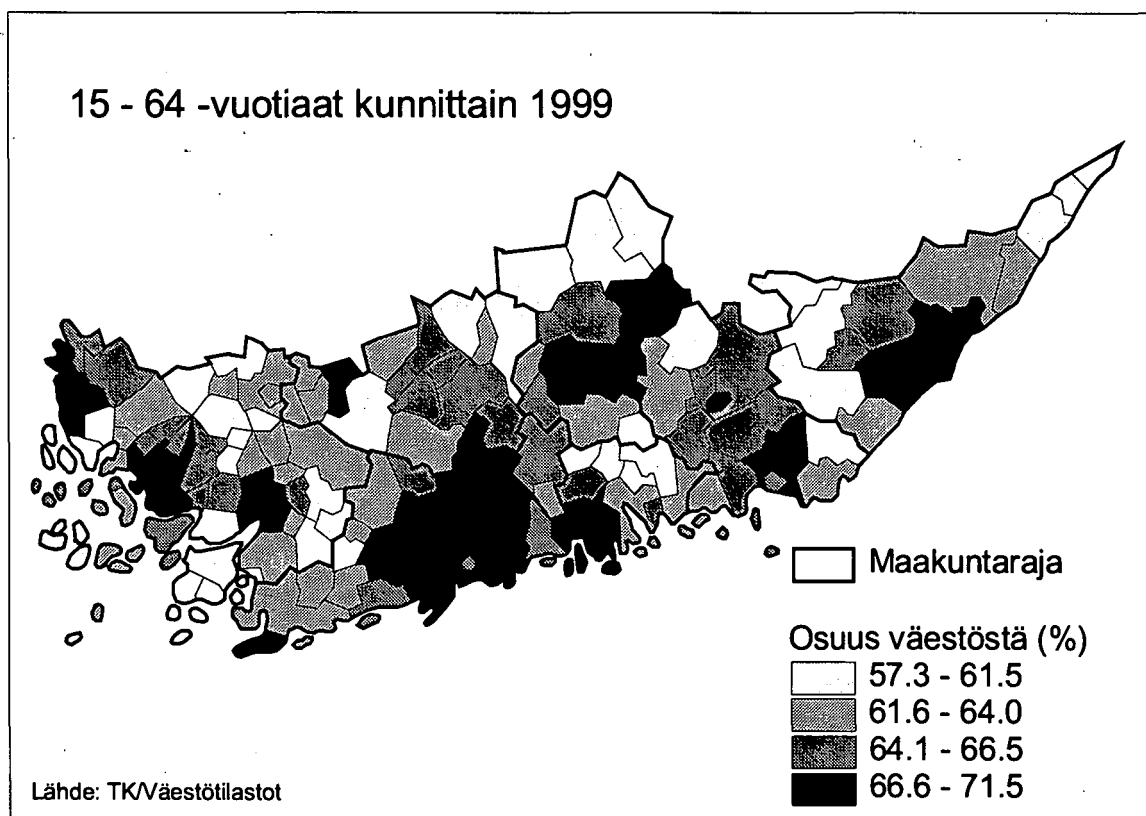 15 - 64 -vuotiaat kunnittain 1999
Maakuntaraja
Osuus väestöstä (%)
57.3 - 61.5
61.6 - 64.0
64.1 - 66.5
66.6 - 71.5
Lähde: TK/Väestötilastot